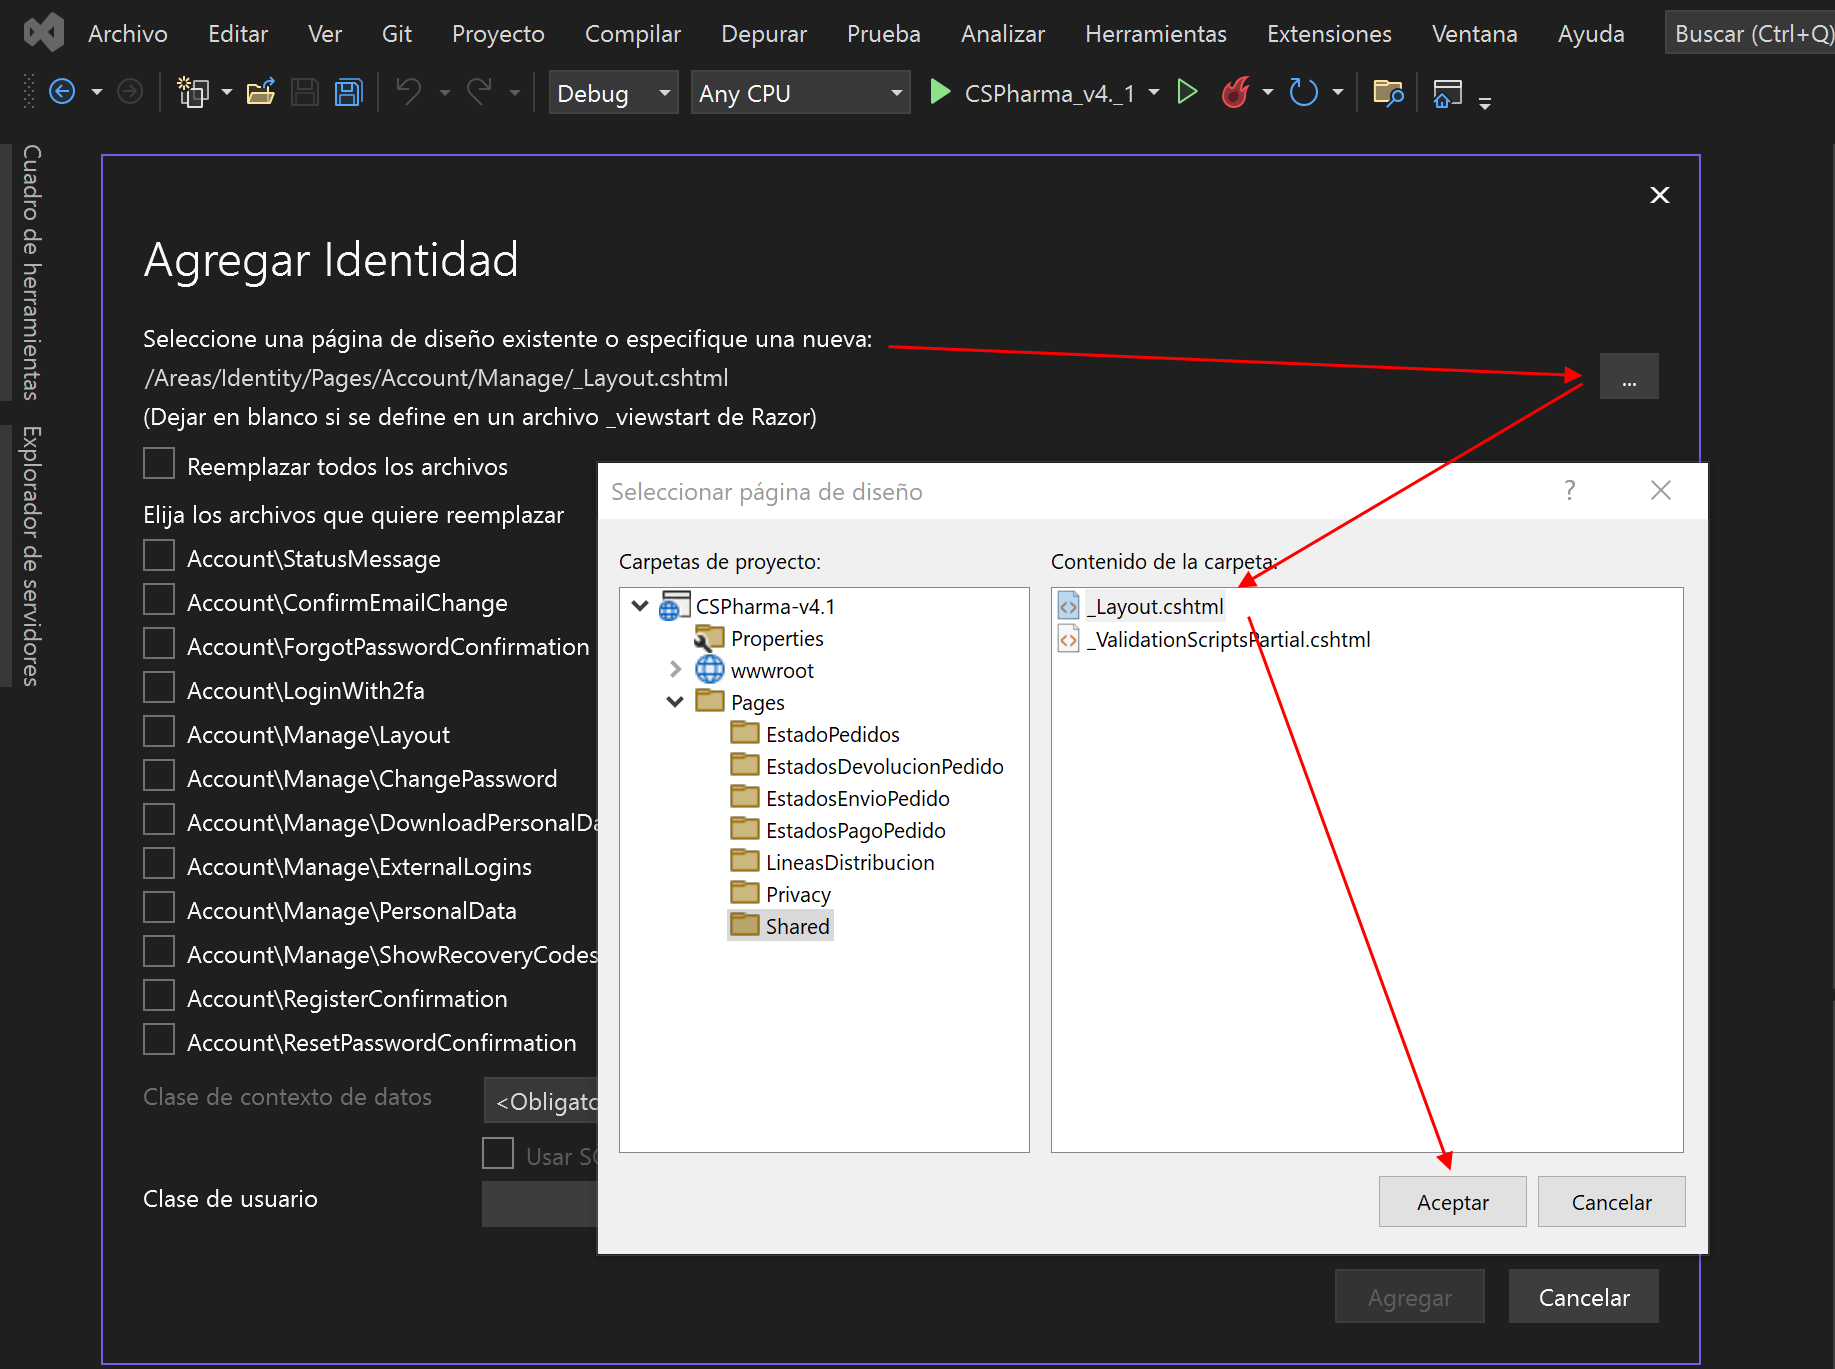 Archivo Editar Ver Git Proyecto Compilar Depurar Prueba Analizar Herramientas Extensiones Ventana Ayuda Buscar (Ctrl+Q)
Debug Any CPU CSPharma_v4._1
Cuadro de herramientas
Explorador de servidores
Agregar Identidad
Seleccione una página de diseño existente o especifique una nueva:
/Areas/Identity/Pages/Account/Manage/_Layout.cshtml
...
(Dejar en blanco si se define en un archivo _viewstart de Razor)
Reemplazar todos los archivos
Elija los archivos que quiere reemplazar
Account\StatusMessage
Account\ConfirmEmailChange
Account\ForgotPasswordConfirmation
Account\LoginWith2fa
Account\Manage\Layout
Account\Manage\ChangePassword
Account\Manage\DownloadPersonalDa
Account\Manage\ExternalLogins
Account\Manage\PersonalData
Account\Manage\ShowRecoveryCodes
Account\RegisterConfirmation
Account\ResetPasswordConfirmation
Clase de contexto de datos
<Obligato
Usar SQ
Clase de usuario
Seleccionar página de diseño ?
Carpetas de proyecto:
CSPharma-v4.1
Properties
wwwroot
Pages
EstadoPedidos
EstadosDevolucionPedido
EstadosEnvioPedido
EstadosPagoPedido
LineasDistribucion
Privacy
Shared
Contenido de la carpeta:
_Layout.cshtml
_ValidationScriptsPartial.cshtml
Aceptar Cancelar
Agregar Cancelar